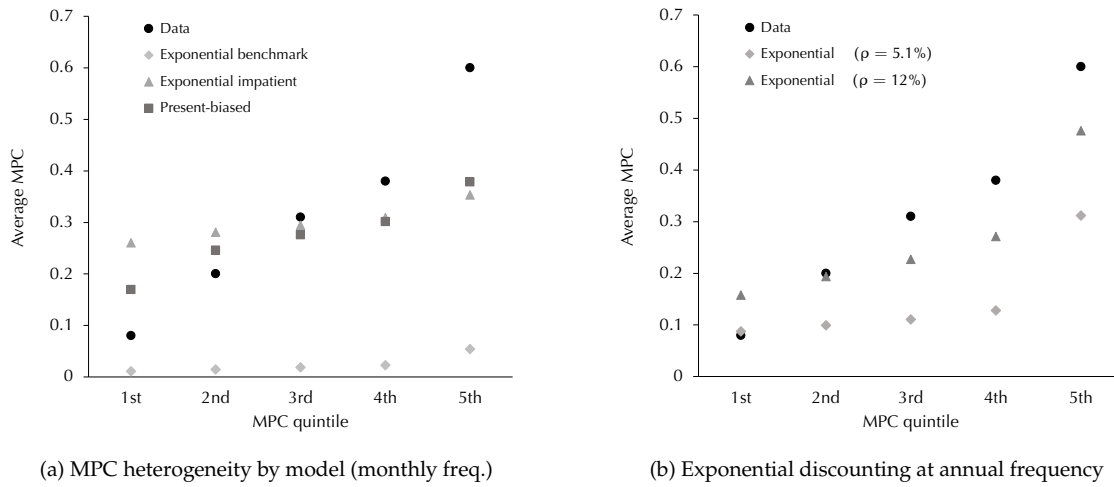 0.7
0.6
0.5
0.4
0.3
0.2
0.1
0
Average MPC
Data
Exponential benchmark
Exponential impatient
Present-biased
1st 2nd 3rd 4th 5th
MPC quintile
(a) MPC heterogeneity by model (monthly freq.)
0.7
0.6
0.5
0.4
0.3
0.2
0.1
0
Average MPC
Data
Exponential (ρ = 5.1%)
Exponential (ρ = 12%)
1st 2nd 3rd 4th 5th
MPC quintile
(b) Exponential discounting at annual frequency